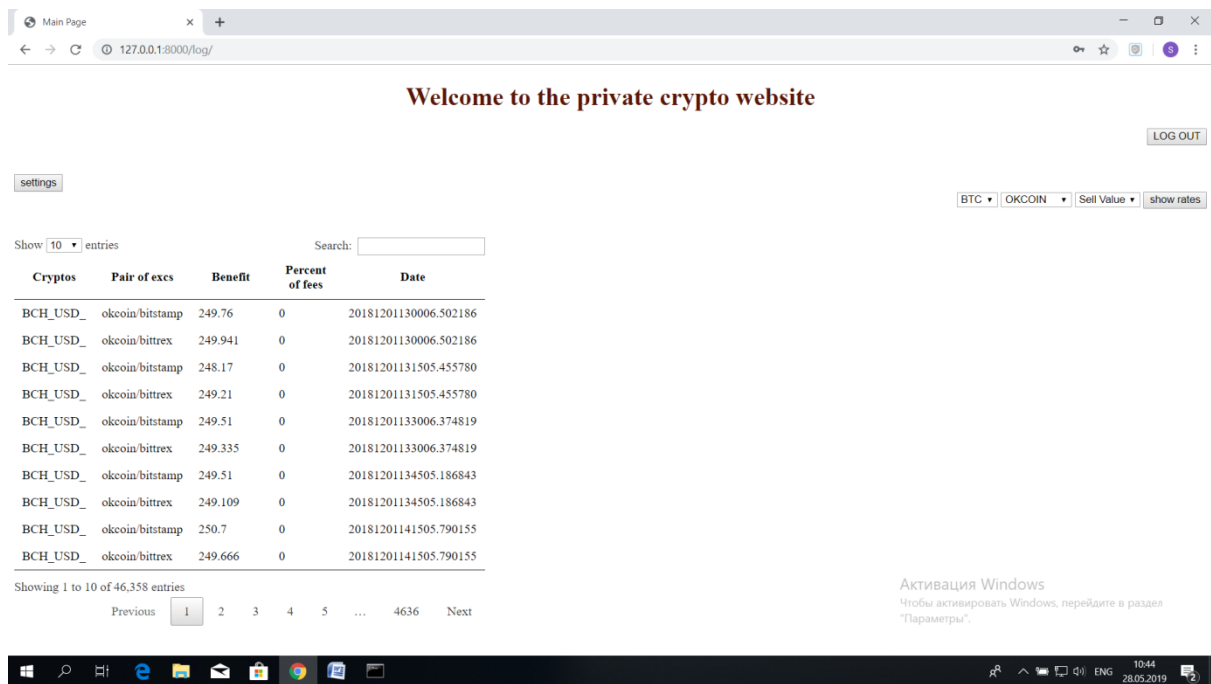 Main Page
127.0.0.1:8000/log/
S
Welcome to the private crypto website
LOG OUT
settings
BTC OKCOIN Sell Value show rates
Show 10 entries Search:
Cryptos Pair of excs Benefit Percent of fees Date
BCH_USD_ okcoin/bitstamp 249.76 0 20181201130006.502186
BCH_USD_ okcoin/bittrex 249.941 0 20181201130006.502186
BCH_USD_ okcoin/bitstamp 248.17 0 20181201131505.455780
BCH_USD_ okcoin/bittrex 249.21 0 20181201131505.455780
BCH_USD_ okcoin/bitstamp 249.51 0 20181201133006.374819
BCH_USD_ okcoin/bittrex 249.335 0 20181201133006.374819
BCH_USD_ okcoin/bitstamp 249.51 0 20181201134505.186843
BCH_USD_ okcoin/bittrex 249.109 0 20181201134505.186843
BCH_USD_ okcoin/bitstamp 250.7 0 20181201141505.790155
BCH_USD_ okcoin/bittrex 249.666 0 20181201141505.790155
Showing 1 to 10 of 46,358 entries
Previous 1 2 3 4 5 … 4636 Next
Активация Windows
Чтобы активировать Windows, перейдите в раздел
"Параметры".
ENG
10:44
28.05.2019
2